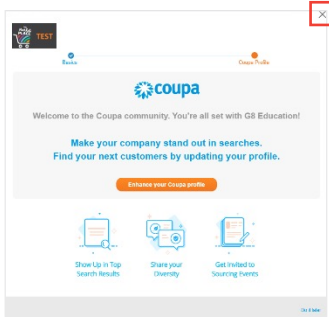 THE
PLACE
TEST
Basics
Coupa Profile
coupa
Welcome to the Coupa community. You're all set with G8 Education!
Make your company stand out in searches.
Find your next customers by updating your profile.
Enhance your Coupa profile
Show Up in Top
Search Results
Share your
Diversity
Get Invited to
Sourcing Events